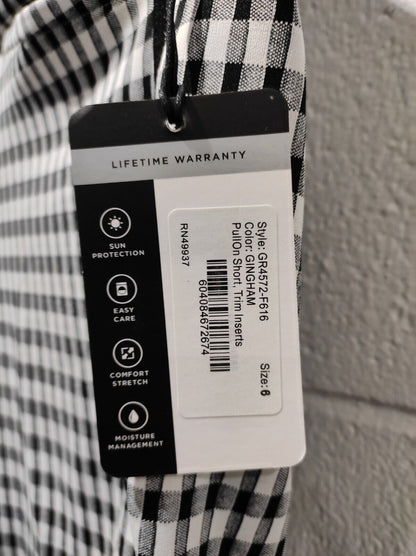 LIFETIME WARRANTY
SUN
PROTECTION
EASY
CARE
COMFORT
STRETCH
MOISTURE
MANAGEMENT
RN49937
Style: GR4572-F616
Color: GINGHAM
PullOn Short, Trim Inserts
Size: 6
604084672674